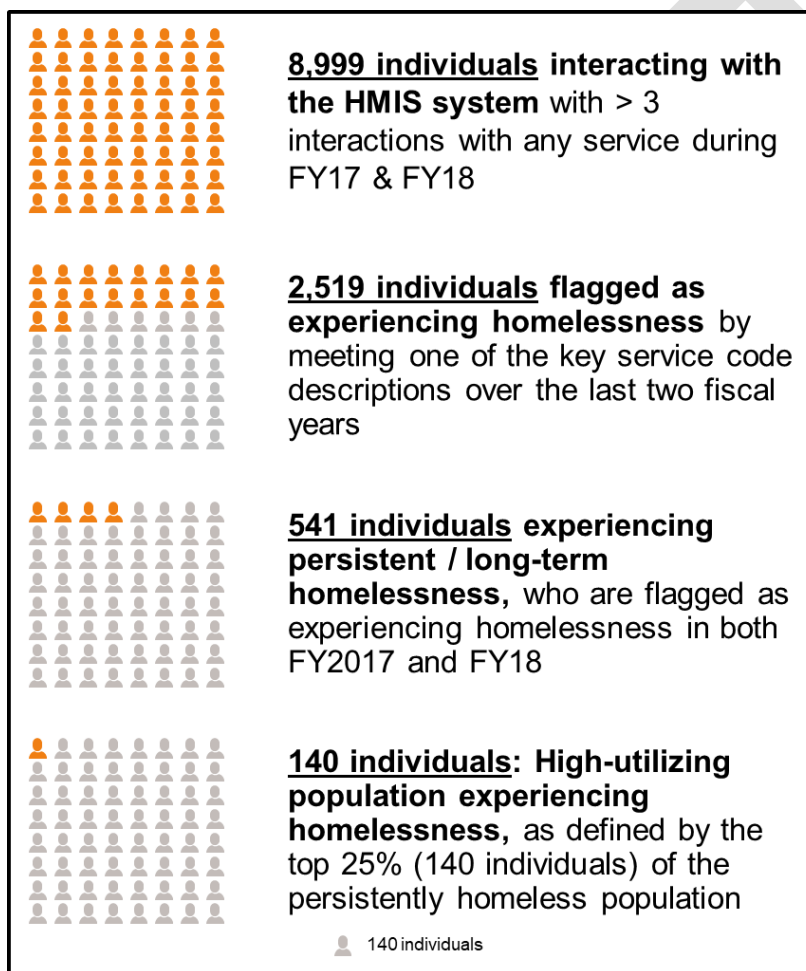 8,999 individuals interacting with
the HMIS system with > 3
interactions with any service during
FY17 & FY18
2,519 individuals flagged as
experiencing homelessness by
meeting one of the key service code
descriptions over the last two fiscal
years
541 individuals experiencing
persistent / long-term
homelessness, who are flagged as
experiencing homelessness in both
FY2017 and FY18
140 individuals: High-utilizing
population experiencing
homelessness, as defined by the
top 25% (140 individuals) of the
persistently homeless population
140 individuals